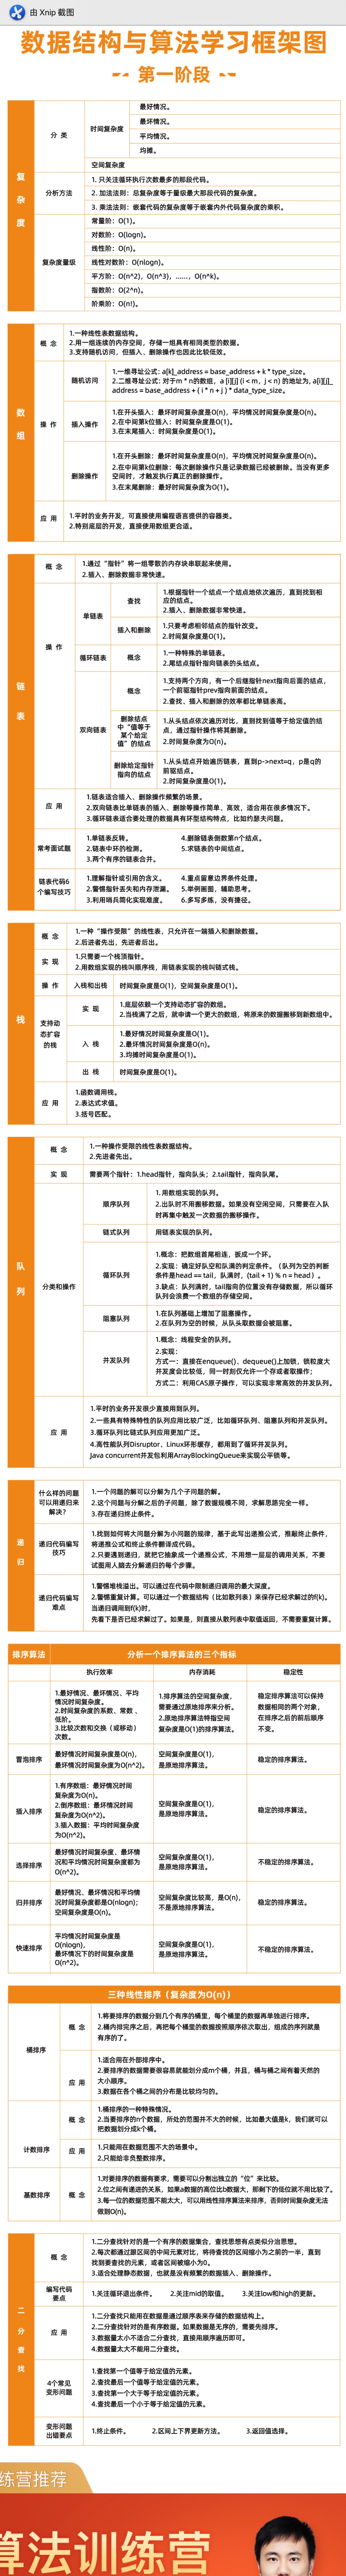 由 Xnip 截图
数据结构与算法学习框架图
第一阶段
复杂度
分 类
时间复杂度
最好情况。
最坏情况。
平均情况。
均摊。
空间复杂度
分析方法
1. 只关注循环执行次数最多的那段代码。
2. 加法法则：总复杂度等于量级最大那段代码的复杂度。
3. 乘法法则：嵌套代码的复杂度等于嵌套内外代码复杂度的乘积。
复杂度量级
常量阶：O(1)。
对数阶：O(logn)。
线性阶：O(n)。
线性对数阶：O(nlogn)。
平方阶：O(n^2)，O(n^3)，……，O(n^k)。
指数阶：O(2^n)。
阶乘阶：O(n!)。
数组
概 念
1.一种线性表数据结构。
2.用一组连续的内存空间，存储一组具有相同类型的数据。
3.支持随机访问，但插入、删除操作也因此比较低效。
操 作
随机访问
1.一维寻址公式: a[k]_address = base_address + k * type_size。
2.二维寻址公式: 对于m * n的数组，a [i][j] (i < m，j < n) 的地址为, a[i][j]_
address = base_address + ( i * n + j ) * data_type_size。
插入操作
1.在开头插入：最坏时间复杂度是O(n)，平均情况时间复杂度是O(n)。
2.在中间第k位插入：时间复杂度是O(1)。
3.在末尾插入：时间复杂度是O(1)。
删除操作
1.在开头删除：最坏时间复杂度是O(n)，平均情况时间复杂度是O(n)。
2.在中间第k位删除：每次删除操作只是记录数据已经被删除。当没有更多
空间时，才触发执行真正的删除操作。
3.在末尾删除：最好时间复杂度为O(1)。
应 用
1.平时的业务开发，可直接使用编程语言提供的容器类。
2.特别底层的开发，直接使用数组更合适。
链表
概 念
1.通过“指针”将一组零散的内存块串联起来使用。
2.插入、删除数据非常快速。
操 作
单链表
查找
1.根据指针一个结点一个结点地依次遍历，直到找到相
应的结点。
2.插入、删除数据非常快速。
插入和删除
1.只要考虑相邻结点的指针改变。
2.时间复杂度是O(1)。
循环链表
概念
1.一种特殊的单链表。
2.尾结点指针指向链表的头结点。
双向链表
概念
1.支持两个方向，有一个后继指针next指向后面的结点，
一个前驱指针prev指向前面的结点。
2.查找、插入和删除的效率都比单链表高。
删除结点
中“值等于
某个给定
值”的结点
1.从头结点依次遍历对比，直到找到值等于给定值的结
点，通过指针操作将其删除。
2.时间复杂度为O(n)。
删除给定指针
指向的结点
1.从头结点开始遍历链表，直到p->next=q，p是q的
前驱结点。
2.时间复杂度是O(1)。
应 用
1.链表适合插入、删除操作频繁的场景。
2.双向链表比单链表的插入、删除等操作简单、高效，适合用在很多情况下。
3.循环链表适合要处理的数据具有环型结构特点，比如约瑟夫问题。
常考面试题
1.单链表反转。
2.链表中环的检测。
3.两个有序的链表合并。
4.删除链表倒数第n个结点。
5.求链表的中间结点。
链表代码6
个编写技巧
1.理解指针或引用的含义。
2.警惕指针丢失和内存泄漏。
3.利用哨兵简化实现难度。
4.重点留意边界条件处理。
5.举例画图，辅助思考。
6.多写多练，没有捷径。
栈
概 念
1.一种“操作受限”的线性表，只允许在一端插入和删除数据。
2.后进者先出，先进者后出。
实 现
1.只需要一个栈顶指针。
2.用数组实现的栈叫顺序栈，用链表实现的栈叫链式栈。
操 作
入栈和出栈
时间复杂度是O(1)，空间复杂度是O(1)。
支持动
态扩容
的栈
实 现
1.底层依赖一个支持动态扩容的数组。
2.当栈满了之后，就申请一个更大的数组，将原来的数据搬移到新数组中。
入 栈
1.最好情况时间复杂度是O(1)。
2.最坏情况时间复杂度是O(n)。
3.均摊时间复杂度是O(1)。
出 栈
时间复杂度是O(1)。
应 用
1.函数调用栈。
2.表达式求值。
3.括号匹配。
队列
概 念
1.一种操作受限的线性表数据结构。
2.先进者先出。
实 现
需要两个指针：1.head指针，指向队头；2.tail指针，指向队尾。
分类和操作
顺序队列
1. 用数组实现的队列。
2.出队时不用搬移数据。如果没有空闲空间，只需要在入队
时再集中触发一次数据的搬移操作。
链式队列
用链表实现的队列。
循环队列
1.概念：把数组首尾相连，扳成一个环。
2.实现：确定好队空和队满的判定条件。（队列为空的判断
条件是head == tail，队满时，(tail + 1) % n = head ）。
3.缺点：队列满时，tail指向的位置没有存储数据，所以循环
队列会浪费一个数组的存储空间。
阻塞队列
1.在队列基础上增加了阻塞操作。
2.在队列为空的时候，从队头取数据会被阻塞。
并发队列
1.概念：线程安全的队列。
2.实现：
方式一：直接在enqueue()、dequeue()上加锁，锁粒度大
并发度会比较低，同一时刻仅允许一个存或者取操作；
方式二：利用CAS原子操作，可以实现非常高效的并发队列。
应 用
1.平时的业务开发很少直接用到队列。
2.一些具有特殊特性的队列应用比较广泛，比如循环队列、阻塞队列和并发队列。
3.循环队列比链式队列应用更加广泛。
4.高性能队列Disruptor、Linux环形缓存，都用到了循环并发队列。
Java concurrent并发包利用ArrayBlockingQueue来实现公平锁等。
递归
什么样的问题
可以用递归来
解决？
1.一个问题的解可以分解为几个子问题的解。
2.这个问题与分解之后的子问题，除了数据规模不同，求解思路完全一样。
3.存在递归终止条件。
递归代码编写
技巧
1.找到如何将大问题分解为小问题的规律，基于此写出递推公式，推敲终止条件，
将递推公式和终止条件翻译成代码。
2.只要遇到递归，就把它抽象成一个递推公式，不用想一层层的调用关系，不要
试图用人脑去分解递归的每个步骤。
递归代码编写
难点
1.警惕堆栈溢出。可以通过在代码中限制递归调用的最大深度。
2.警惕重复计算。可以通过一个数据结构（比如散列表）来保存已经求解过的f(k)。
当递归调用到f(k)时，
先看下是否已经求解过了。如果是，则直接从散列表中取值返回，不需要重复计算。
排序算法
分析一个排序算法的三个指标
执行效率
内存消耗
稳定性
1.最好情况、最坏情况、平均
情况时间复杂度。
2.时间复杂度的系数、常数、
低阶。
3.比较次数和交换（或移动）
次数。
1.排序算法的空间复杂度，
需要通过原地排序来分析。
2.原地排序算法特指空间
复杂度是O(1)的排序算法。
稳定排序算法可以保持
数据相同的两个对象，
在排序之后的前后顺序
不变。
冒泡排序
最好情况时间复杂度是O(n)，
最坏情况时间复杂度为O(n^2)。
空间复杂度是O(1)，
是原地排序算法。
稳定的排序算法。
插入排序
1.有序数组：最好情况时间
复杂度为O(n)。
2.倒序数组：最坏情况时间
复杂度为O(n^2)。
3.插入数据：平均时间复杂度
为O(n^2)。
空间复杂度是O(1)，
是原地排序算法。
稳定的排序算法。
选择排序
最好情况时间复杂度、最坏情
况和平均情况时间复杂度都为
O(n^2)。
空间复杂度是O(1)，
是原地排序算法。
不稳定的排序算法。
归并排序
最好情况、最坏情况和平均情
况时间复杂度都是O(nlogn)；
空间复杂度是O(n)。
空间复杂度比较高，是O(n)，
不是原地排序算法。
稳定的排序算法。
快速排序
平均情况时间复杂度是
O(nlogn)，
最坏情况下的时间复杂度是
O(n^2)。
空间复杂度是O(1)，
是原地排序算法。
不稳定的排序算法。
三种线性排序（复杂度为O(n)）
桶排序
概 念
1.将要排序的数据分到几个有序的桶里，每个桶里的数据再单独进行排序。
2.桶内排完序之后，再把每个桶里的数据按照顺序依次取出，组成的序列就是
有序的了。
应 用
1.适合用在外部排序中。
2.要排序的数据需要很容易就能划分成m个桶，并且，桶与桶之间有着天然的
大小顺序。
3.数据在各个桶之间的分布是比较均匀的。
计数排序
概 念
1.桶排序的一种特殊情况。
2.当要排序的n个数据，所处的范围并不大的时候，比如最大值是k，我们就可以
把数据划分成k个桶。
应 用
1.只能用在数据范围不大的场景中。
2.只能给非负整数排序。
基数排序
概 念
1.对要排序的数据有要求，需要可以分割出独立的“位”来比较。
2.位之间有递进的关系，如果a数据的高位比b数据大，那剩下的低位就不用比较了。
3.每一位的数据范围不能太大，可以用线性排序算法来排序，否则时间复杂度无法
做到O(n)。
二分查找
概 念
1.二分查找针对的是一个有序的数据集合，查找思想有点类似分治思想。
2.每次都通过跟区间的中间元素对比，将待查找的区间缩小为之前的一半，直到
找到要查找的元素，或者区间被缩小为0。
3.适合处理静态数据，也就是没有频繁的数据插入、删除操作。
编写代码
要点
1.关注循环退出条件。 2.关注mid的取值。 3.关注low和high的更新。
应 用
1.二分查找只能用在数据是通过顺序表来存储的数据结构上。
2.二分查找针对的是有序数据。如果数据是无序的，需要先排序。
3.数据量太小不适合二分查找，直接用顺序遍历即可。
4.数据量太大不能用二分查找。
4个常见
变形问题
1.查找第一个值等于给定值的元素。
2.查找最后一个值等于给定值的元素。
3.查找第一个大于等于给定值的元素。
4.查找最后一个小于等于给定值的元素。
变形问题
出错要点
1.终止条件。 2.区间上下界更新方法。 3.返回值选择。
练营推荐
算法训练营